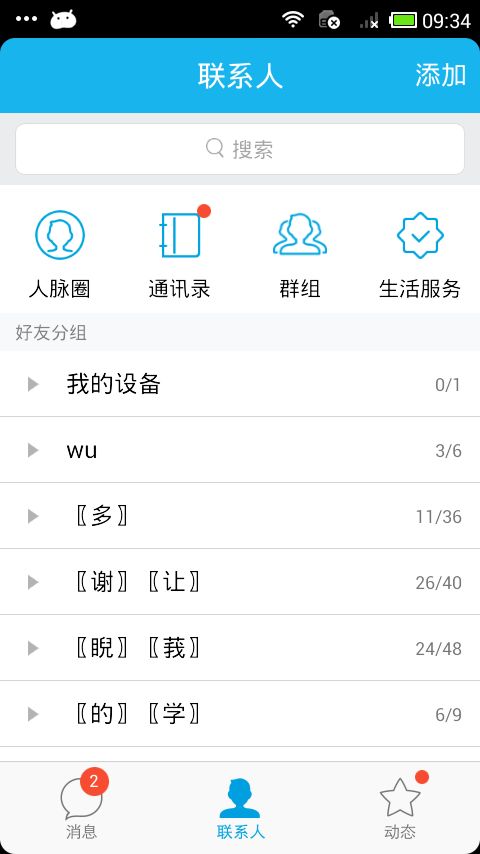 09:34
联系人 添加
搜索
人脉圈 通讯录 群组 生活服务
好友分组
我的设备 0/1
wu 3/6
〖多〗 11/36
〖谢〗〖让〗 26/40
〖睨〗〖莪〗 24/48
〖的〗〖学〗 6/9
2
消息 联系人 动态